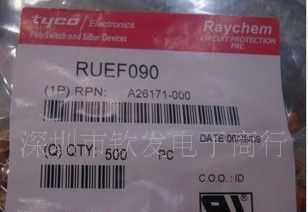 tyco / Electronics
PolySwitch and SiBar Devices
Raychem
CIRCUIT PROTECTION
PRC
RUEF090
(1P) RPN: A26171-000
深圳市钦发电子商行
DATE
(Q) QTY: 500 PC
C.O.O.: ID